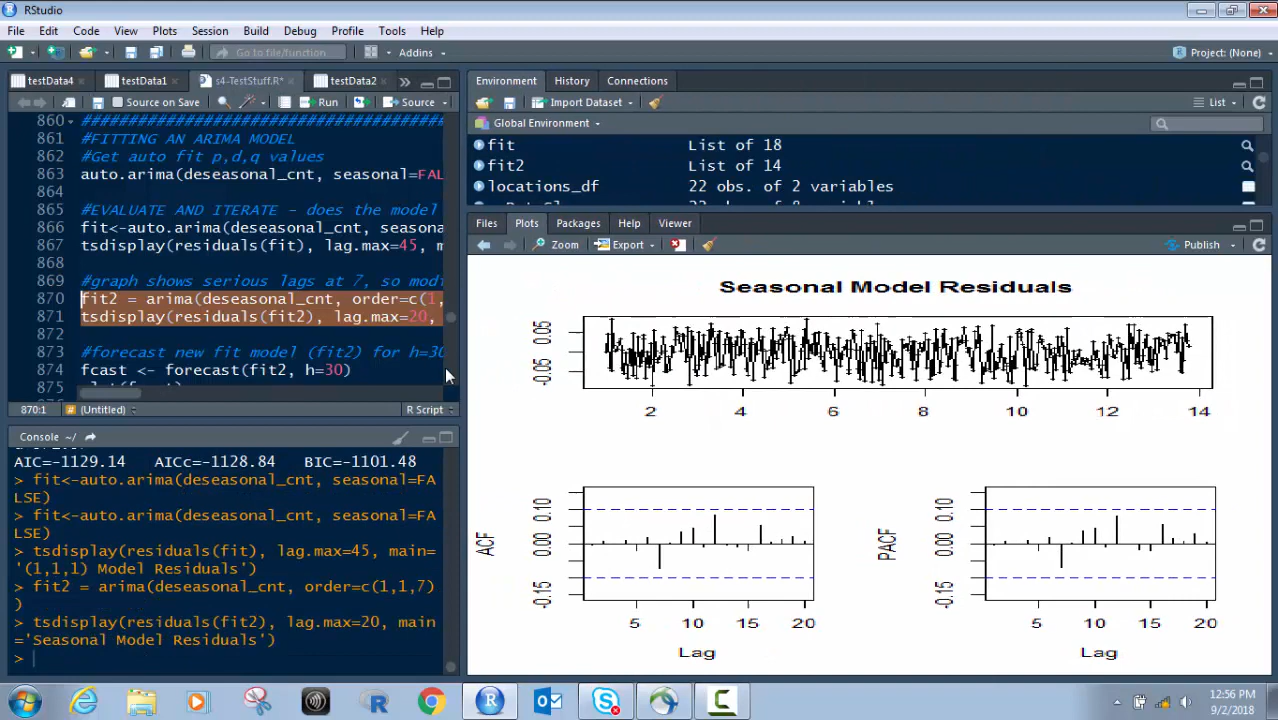 RStudio
File Edit Code View Plots Session Build Debug Profile Tools Help
Go to file/function Addins Project: (None)
testData4 testData1 s4-TestStuff.R* testData2
Source on Save Run Source
860 ########################################
861 #FITTING AN ARIMA MODEL
862 #Get auto fit p,d,q values
863 auto.arima(deseasonal_cnt, seasonal=FAL
864
865 #EVALUATE AND ITERATE - does the model
866 fit<-auto.arima(deseasonal_cnt, seasona
867 tsdisplay(residuals(fit), lag.max=45, m
868
869 #graph shows serious lags at 7, so modi
870 fit2 = arima(deseasonal_cnt, order=c(1,
871 tsdisplay(residuals(fit2), lag.max=20,
872
873 #forecast new fit model (fit2) for h=30
874 fcast <- forecast(fit2, h=30)
875
870:1 (Untitled) R Script
Console ~/
AIC=-1129.14 AICc=-1128.84 BIC=-1101.48
> fit<-auto.arima(deseasonal_cnt, seasonal=FA
LSE)
> fit<-auto.arima(deseasonal_cnt, seasonal=FA
LSE)
> tsdisplay(residuals(fit), lag.max=45, main=
'(1,1,1) Model Residuals')
> fit2 = arima(deseasonal_cnt, order=c(1,1,7)
)
> tsdisplay(residuals(fit2), lag.max=20, main
='Seasonal Model Residuals')
>
Environment History Connections
Import Dataset List
Global Environment
fit List of 18
fit2 List of 14
locations_df 22 obs. of 2 variables
Files Plots Packages Help Viewer
Zoom Export Publish
Seasonal Model Residuals
0.05
-0.05
2 4 6 8 10 12 14
ACF
0.10
0.00
-0.15
5 10 15 20
Lag
PACF
0.10
0.00
-0.15
5 10 15 20
Lag
12:56 PM
9/2/2018